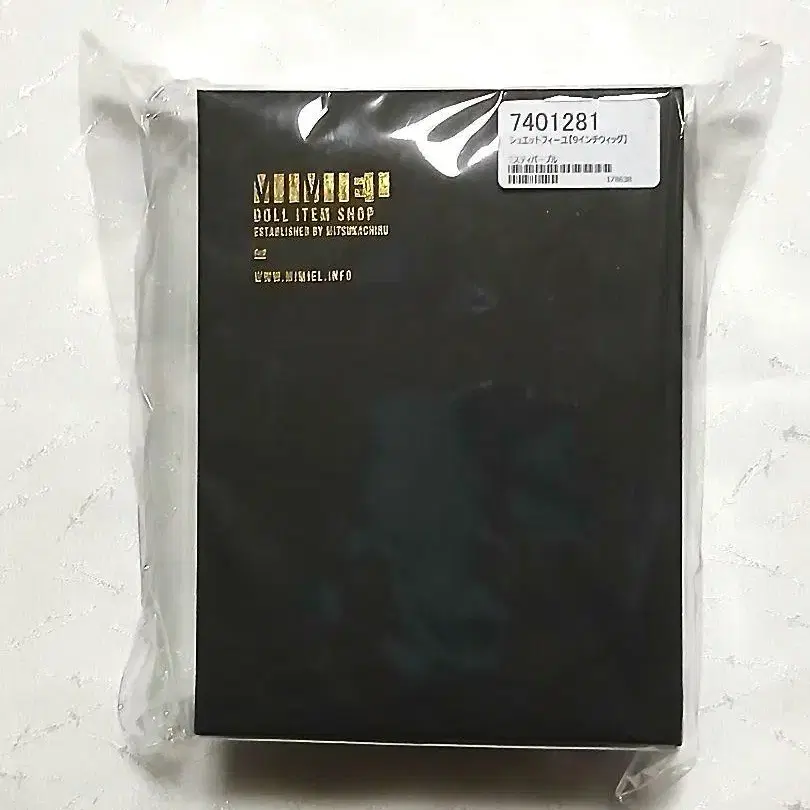 MIMIEL
DOLL ITEM SHOP
ESTABLISHED BY MITSUKACHIRU
WWW.MIMIEL.INFO
7401281
シュエットフィーユ【9インチウィッグ】
ミスティパープル
178638